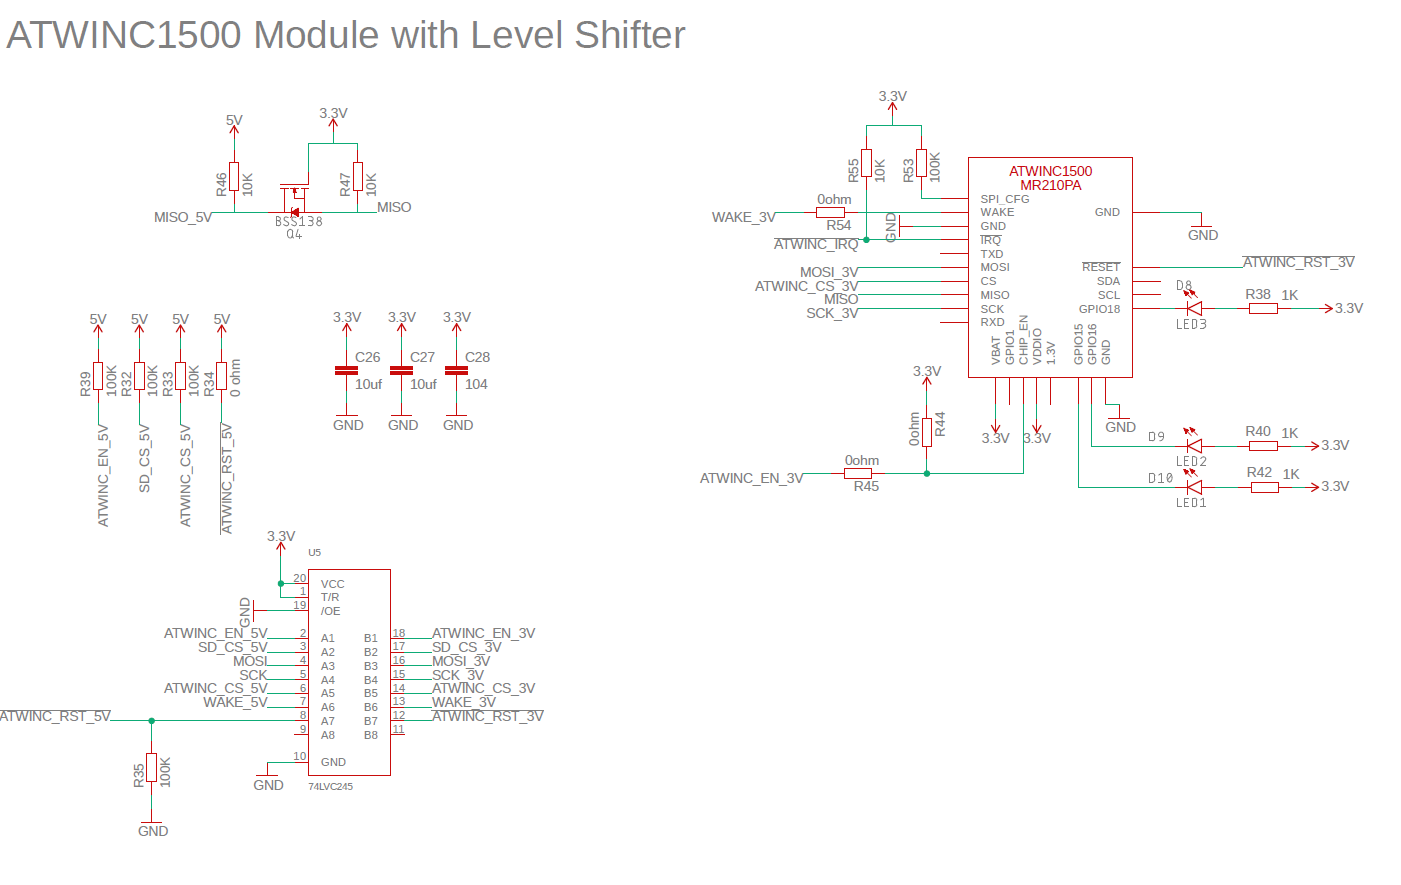 ATWINC1500 Module with Level Shifter
5V
3.3V
R46
10K
R47
10K
MISO_5V
MISO
BSS138
Q4
5V
5V
5V
5V
R39
100K
R32
100K
R33
100K
R34
0 ohm
ATWINC_EN_5V
SD_CS_5V
ATWINC_CS_5V
ATWINC_RST_5V
3.3V
3.3V
3.3V
C26
C27
C28
10uf
10uf
104
GND
GND
GND
3.3V
U5
20
VCC
1
T/R
19
/OE
GND
ATWINC_EN_5V
2
A1
B1
18
ATWINC_EN_3V
SD_CS_5V
3
A2
B2
17
SD_CS_3V
MOSI
4
A3
B3
16
MOSI_3V
SCK
5
A4
B4
15
SCK_3V
ATWINC_CS_5V
6
A5
B5
14
ATWINC_CS_3V
WAKE_5V
7
A6
B6
13
WAKE_3V
ATWINC_RST_5V
8
A7
B7
12
ATWINC_RST_3V
9
A8
B8
11
10
GND
GND
74LVC245
R35
100K
GND
3.3V
R55
10K
R53
100K
ATWINC1500
MR210PA
WAKE_3V
0ohm
R54
GND
ATWINC_IRQ
MOSI_3V
ATWINC_CS_3V
MISO
SCK_3V
SPI_CFG
WAKE
GND
IRQ
TXD
MOSI
CS
MISO
SCK
RXD
VBAT
GPIO1
CHIP_EN
VDDIO
1.3V
GPIO15
GPIO16
GND
GND
RESET
SDA
SCL
GPIO18
GND
ATWINC_RST_3V
D8
LED3
R38
1K
3.3V
3.3V
0ohm
R44
3.3V
3.3V
GND
ATWINC_EN_3V
0ohm
R45
D9
LED2
R40
1K
3.3V
D10
LED1
R42
1K
3.3V